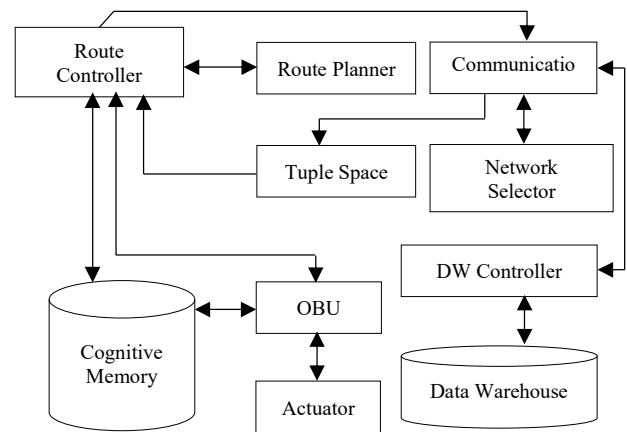 Route
Controller
Route Planner
Communicatio
Tuple Space
Network
Selector
DW Controller
OBU
Cognitive
Memory
Data Warehouse
Actuator